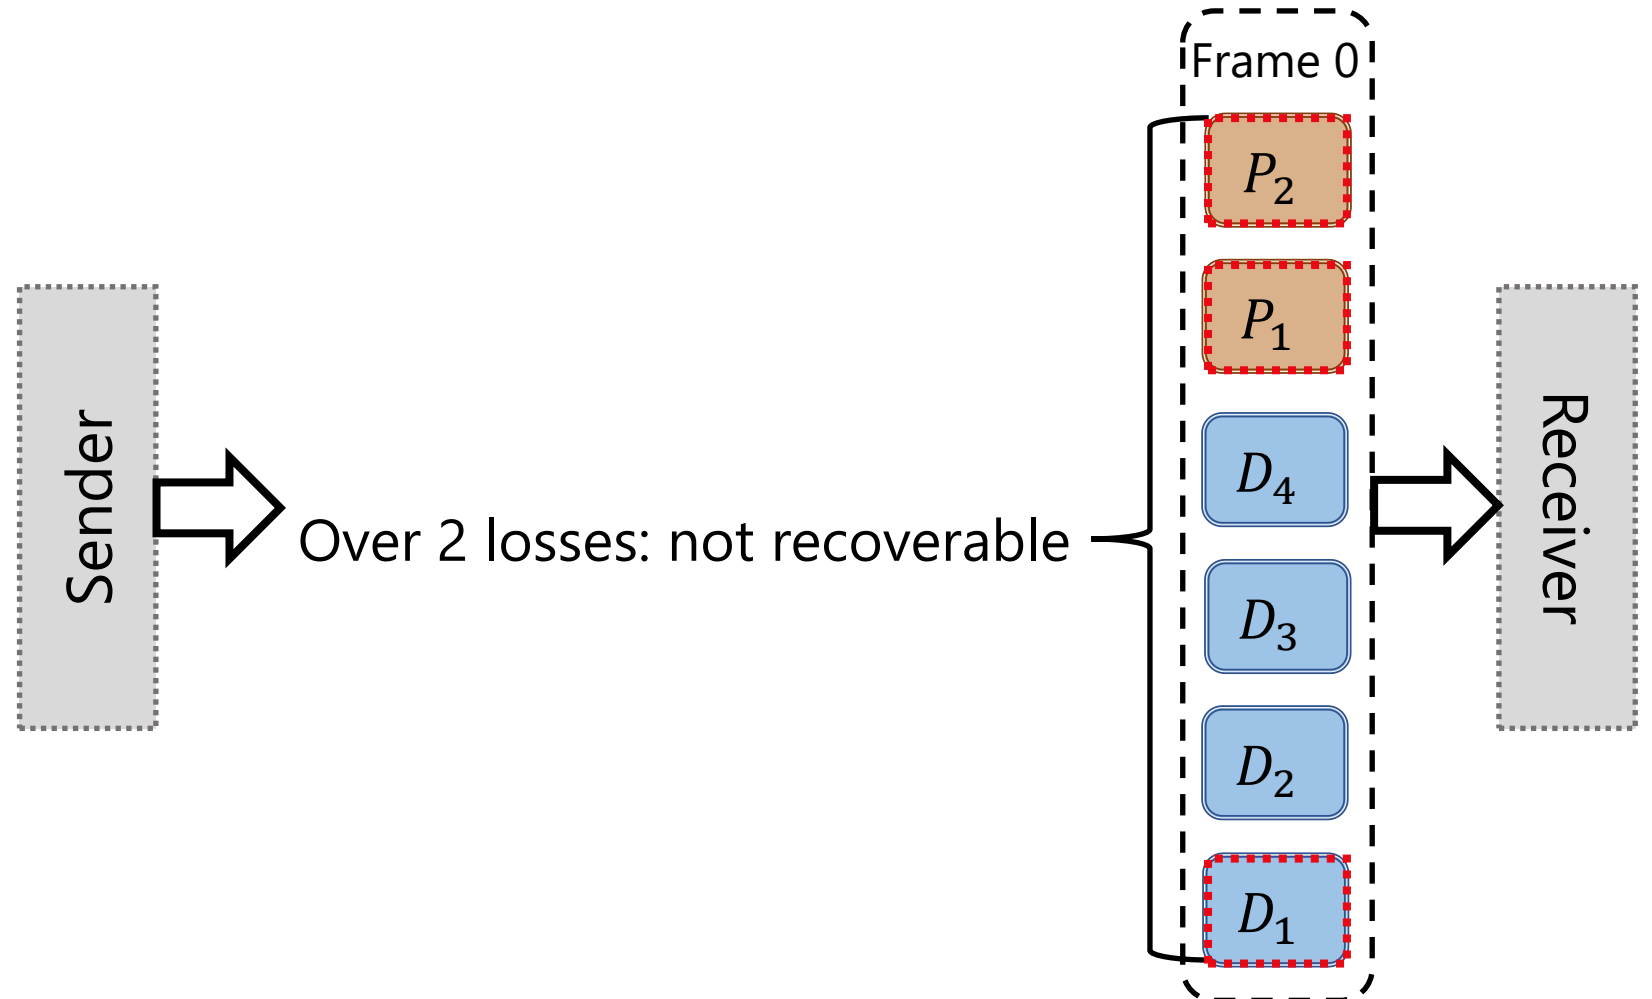 Frame 0
P₂
P₁
D₄
D₃
D₂
D₁
Sender
Over 2 losses: not recoverable
Receiver